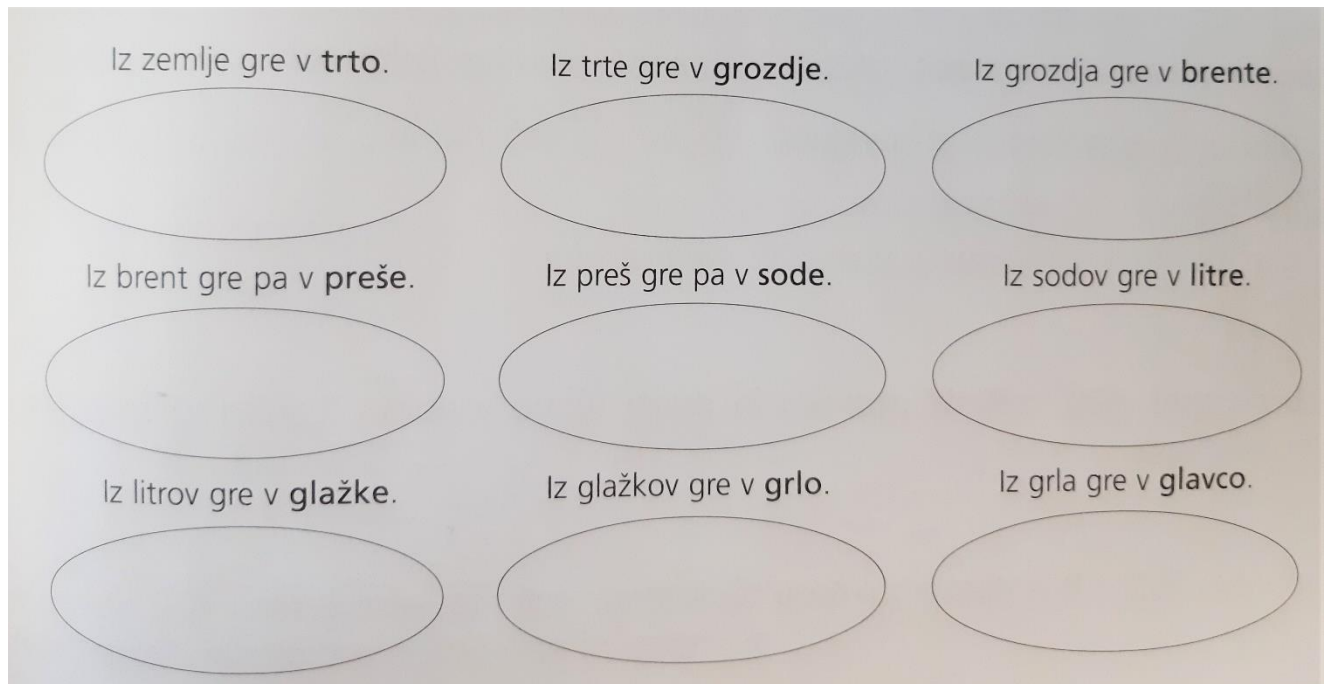 Iz zemlje gre v trto.
Iz trte gre v grozdje.
Iz grozdja gre v brente.
Iz brent gre pa v preše.
Iz preš gre pa v sode.
Iz sodov gre v litre.
Iz litrov gre v glažke.
Iz glažkov gre v grlo.
Iz grla gre v glavco.